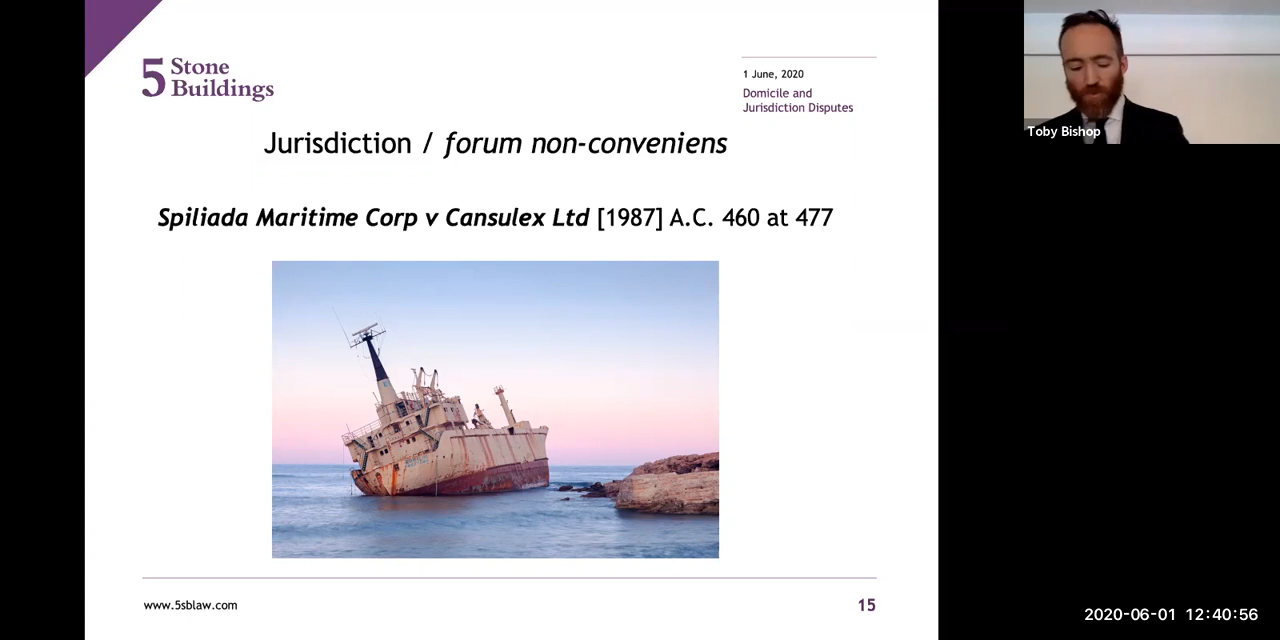 5 Stone
Buildings
1 June, 2020
Domicile and
Jurisdiction Disputes
Jurisdiction / forum non-conveniens
Spiliada Maritime Corp v Cansulex Ltd [1987] A.C. 460 at 477
www.5sblaw.com
15
Toby Bishop
2020-06-01 12:40:56